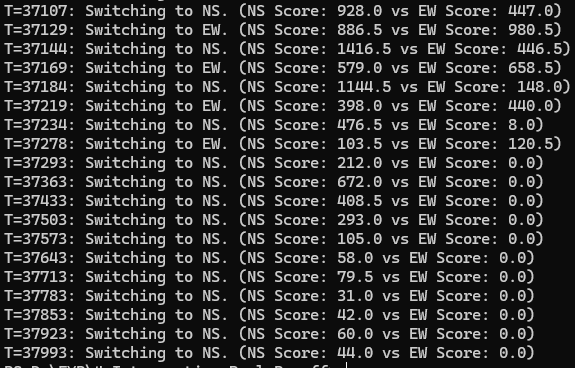 T=37107: Switching to NS. (NS Score: 928.0 vs EW Score: 447.0)
T=37129: Switching to EW. (NS Score: 886.5 vs EW Score: 980.5)
T=37144: Switching to NS. (NS Score: 1416.5 vs EW Score: 446.5)
T=37169: Switching to EW. (NS Score: 579.0 vs EW Score: 658.5)
T=37184: Switching to NS. (NS Score: 1144.5 vs EW Score: 148.0)
T=37219: Switching to EW. (NS Score: 398.0 vs EW Score: 440.0)
T=37234: Switching to NS. (NS Score: 476.5 vs EW Score: 8.0)
T=37278: Switching to EW. (NS Score: 103.5 vs EW Score: 120.5)
T=37293: Switching to NS. (NS Score: 212.0 vs EW Score: 0.0)
T=37363: Switching to NS. (NS Score: 672.0 vs EW Score: 0.0)
T=37433: Switching to NS. (NS Score: 408.5 vs EW Score: 0.0)
T=37503: Switching to NS. (NS Score: 293.0 vs EW Score: 0.0)
T=37573: Switching to NS. (NS Score: 105.0 vs EW Score: 0.0)
T=37643: Switching to NS. (NS Score: 58.0 vs EW Score: 0.0)
T=37713: Switching to NS. (NS Score: 79.5 vs EW Score: 0.0)
T=37783: Switching to NS. (NS Score: 31.0 vs EW Score: 0.0)
T=37853: Switching to NS. (NS Score: 42.0 vs EW Score: 0.0)
T=37923: Switching to NS. (NS Score: 60.0 vs EW Score: 0.0)
T=37993: Switching to NS. (NS Score: 44.0 vs EW Score: 0.0)